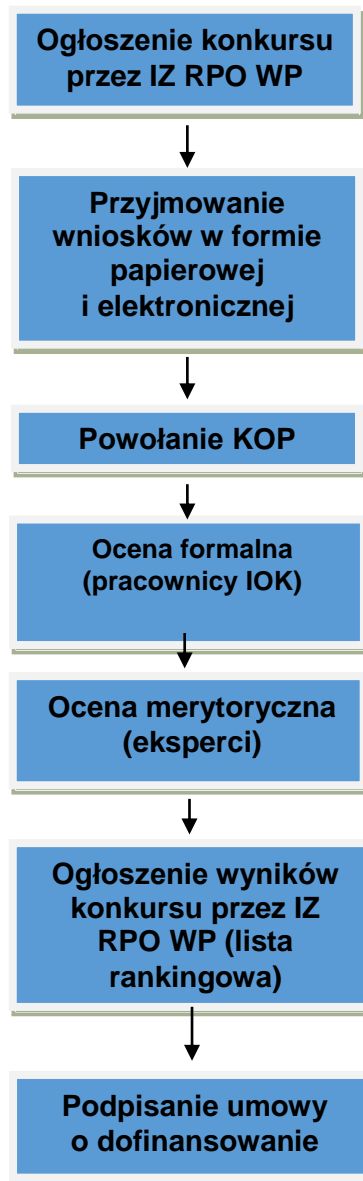 Ogłoszenie konkursu
przez IZ RPO WP
Przyjmowanie
wniosków w formie
papierowej
i elektronicznej
Powołanie KOP
Ocena formalna
(pracownicy IOK)
Ocena merytoryczna
(eksperci)
Ogłoszenie wyników
konkursu przez IZ
RPO WP (lista
rankingowa)
Podpisanie umowy
o dofinansowanie